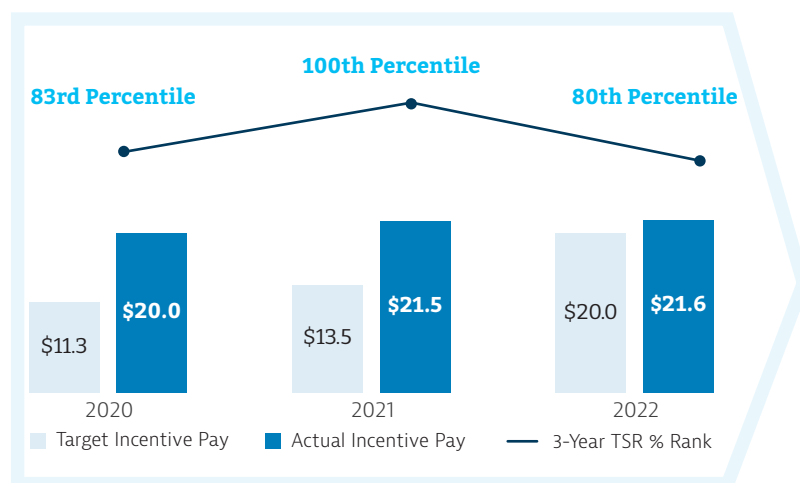 100th Percentile
83rd Percentile
80th Percentile
$11.3
$20.0
$13.5
$21.5
$20.0
$21.6
2020
2021
2022
Target Incentive Pay
Actual Incentive Pay
3-Year TSR % Rank